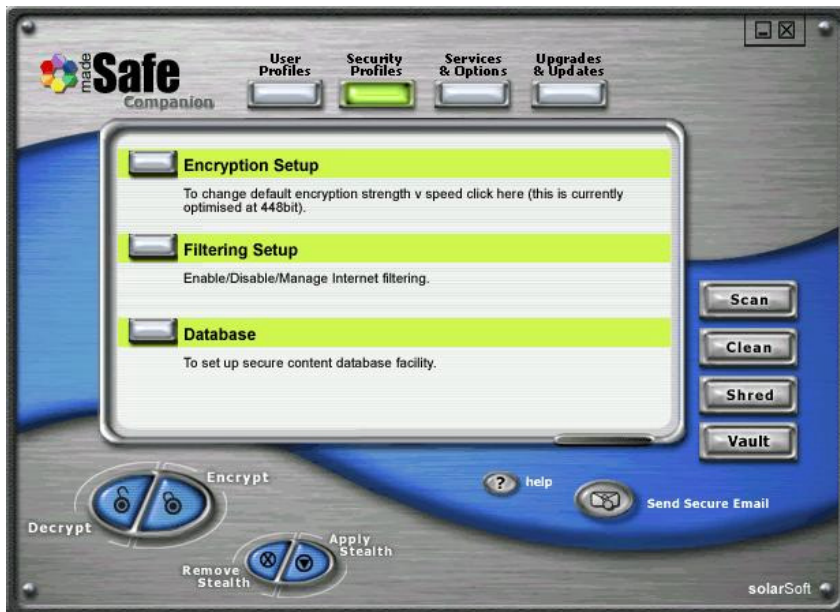 made
Safe
Companion
User
Profiles
Security
Profiles
Services
& Options
Upgrades
& Updates
Encryption Setup
To change default encryption strength v speed click here (this is currently
optimised at 448bit).
Filtering Setup
Enable/Disable/Manage Internet filtering.
Database
To set up secure content database facility.
Scan
Clean
Shred
Vault
Encrypt
Decrypt
? help
Send Secure Email
Apply
Stealth
Remove
Stealth
solarSoft